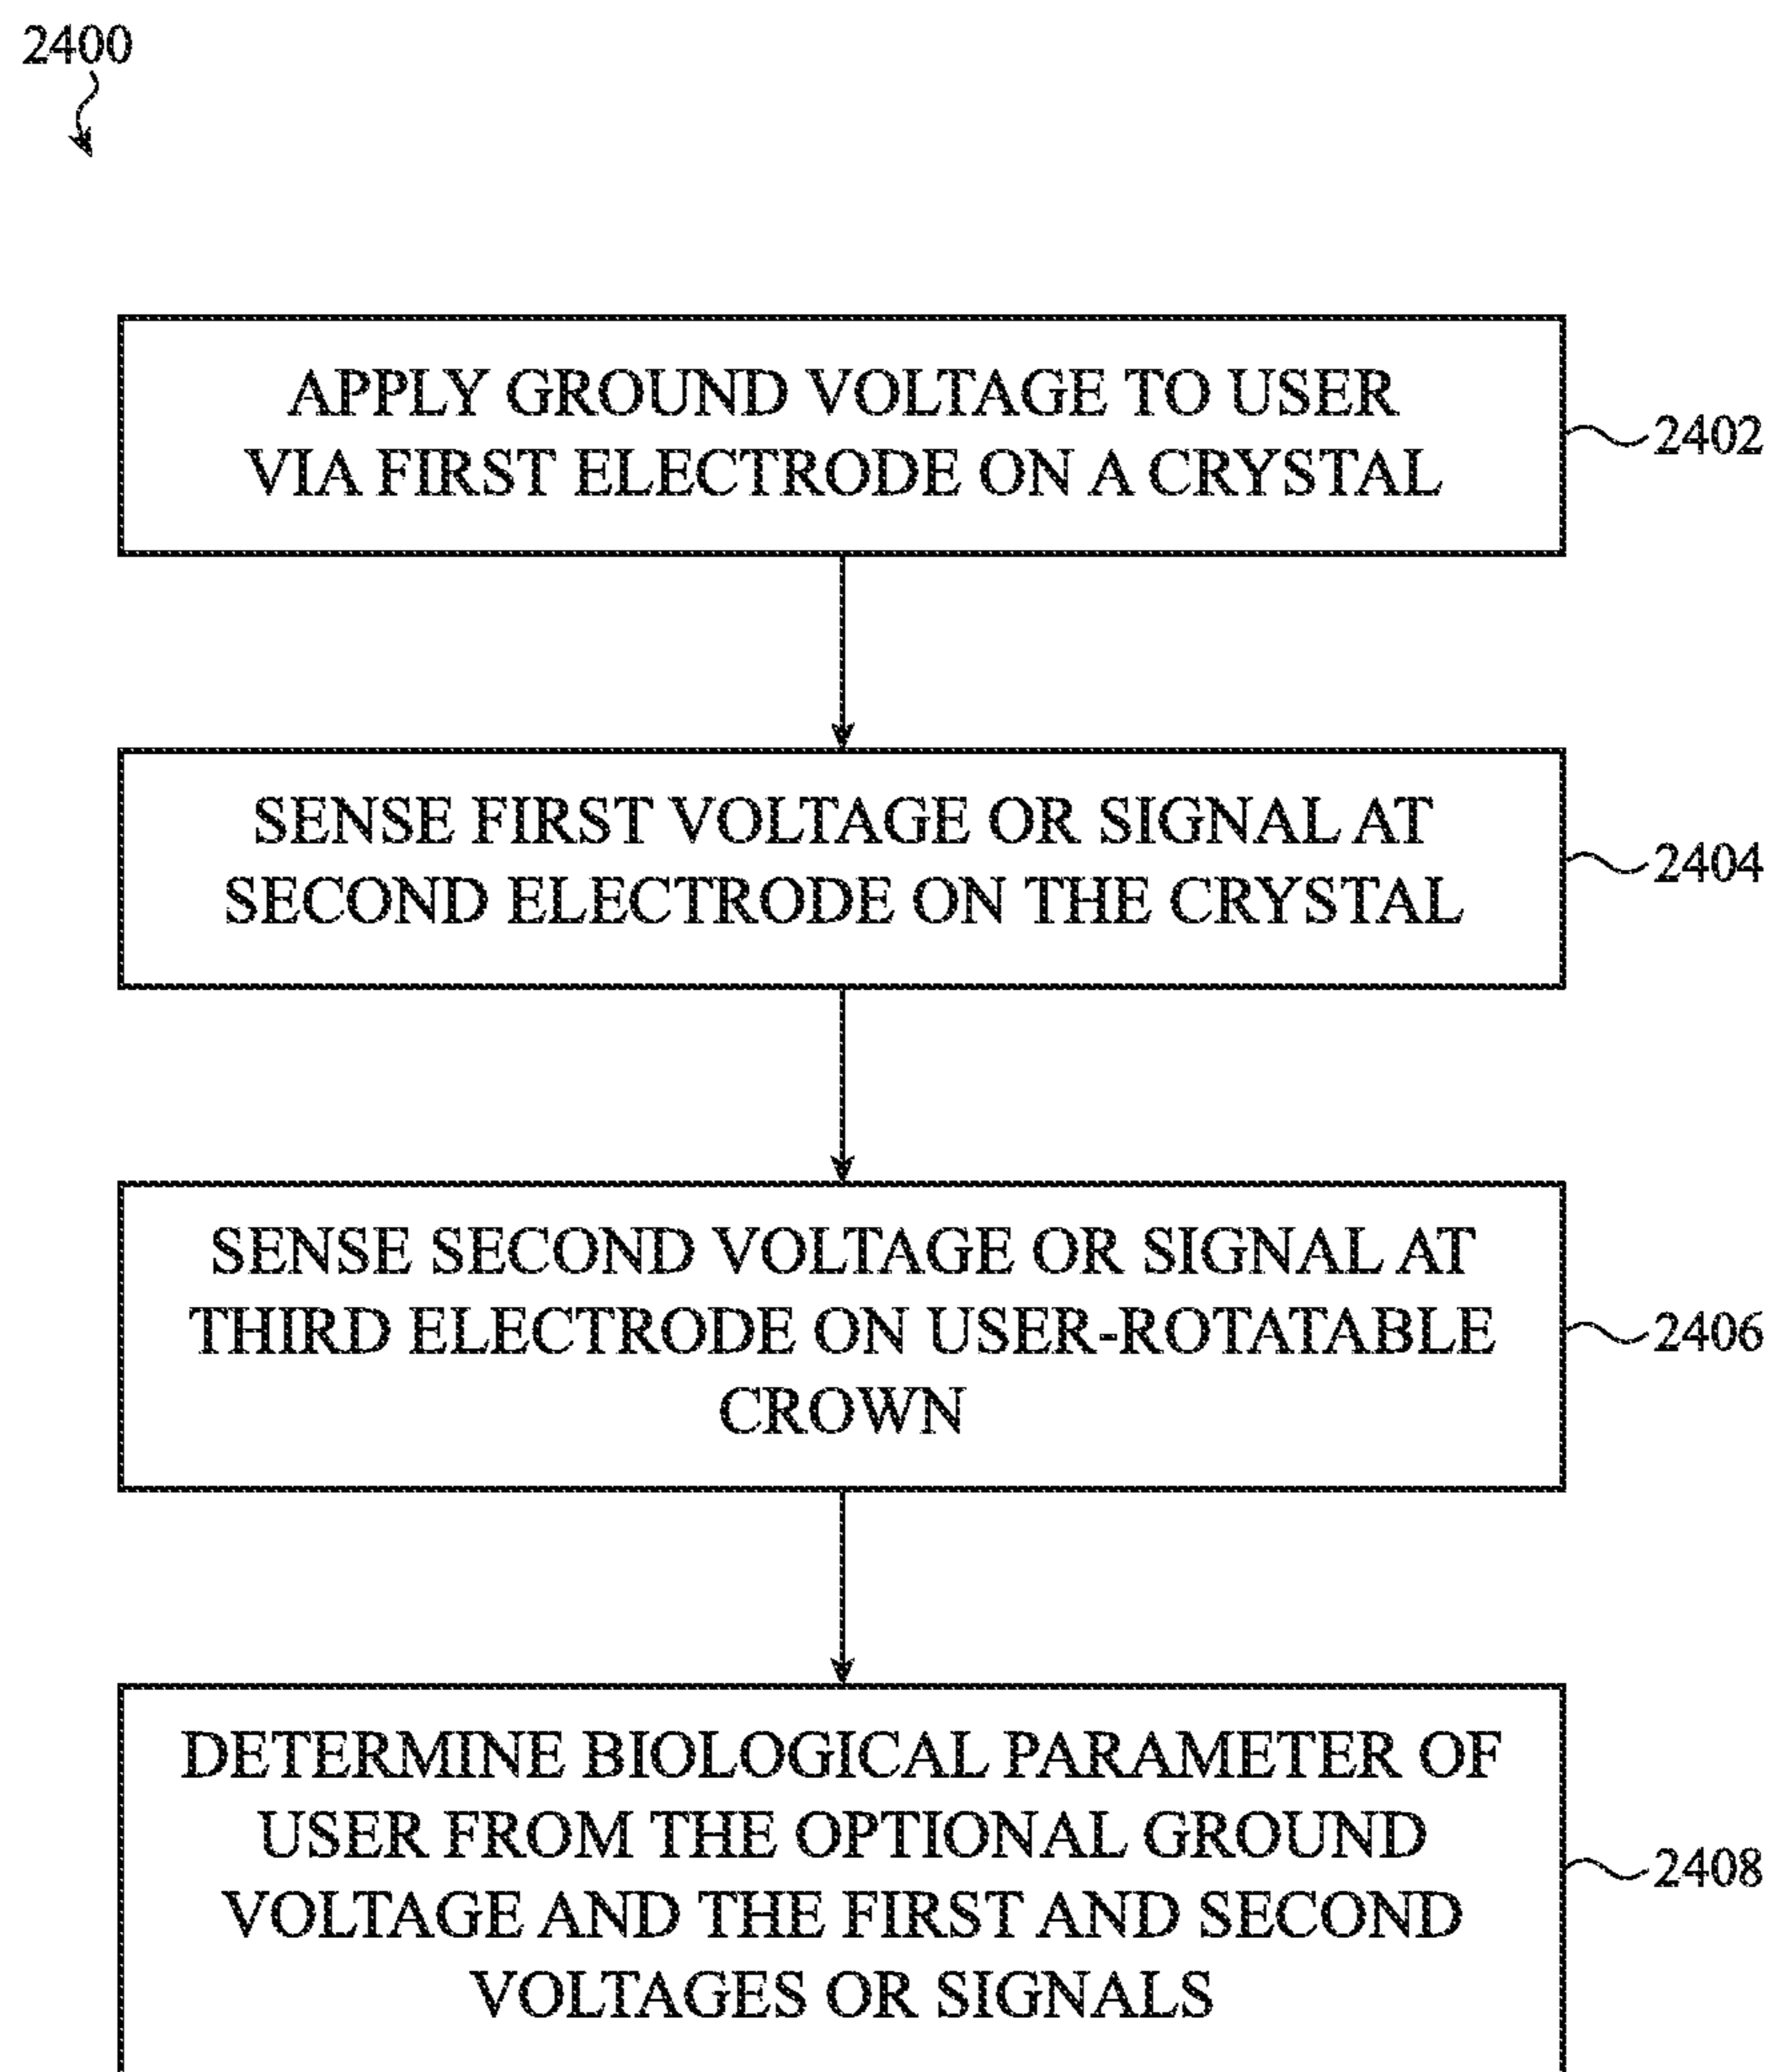 2400
APPLY GROUND VOLTAGE TO USER
VIA FIRST ELECTRODE ON A CRYSTAL
2402
SENSE FIRST VOLTAGE OR SIGNAL AT
SECOND ELECTRODE ON THE CRYSTAL
2404
SENSE SECOND VOLTAGE OR SIGNAL AT
THIRD ELECTRODE ON USER-ROTATABLE
CROWN
2406
DETERMINE BIOLOGICAL PARAMETER OF
USER FROM THE OPTIONAL GROUND
VOLTAGE AND THE FIRST AND SECOND
VOLTAGES OR SIGNALS
2408